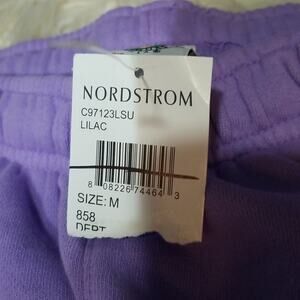 NORDSTROM
C97123LSU
LILAC
8 08226 74464 3
SIZE: M
858
DEPT